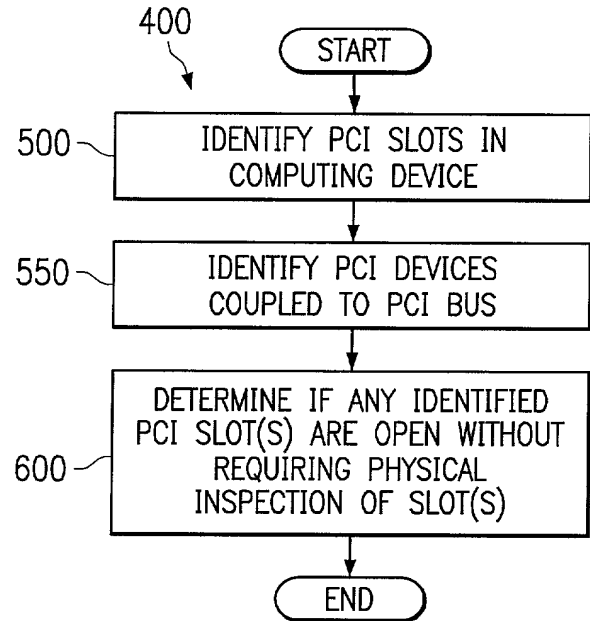 400
START
500
IDENTIFY PCI SLOTS IN
COMPUTING DEVICE
550
IDENTIFY PCI DEVICES
COUPLED TO PCI BUS
600
DETERMINE IF ANY IDENTIFIED
PCI SLOT(S) ARE OPEN WITHOUT
REQUIRING PHYSICAL
INSPECTION OF SLOT(S)
END